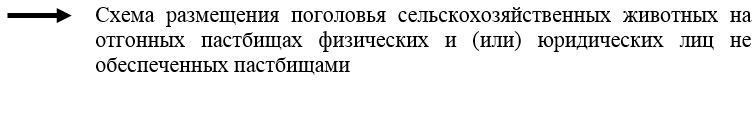 Схема размещения поголовья сельскохозяйственных животных на
отгонных пастбищах физических и (или) юридических лиц не
обеспеченных пастбищами